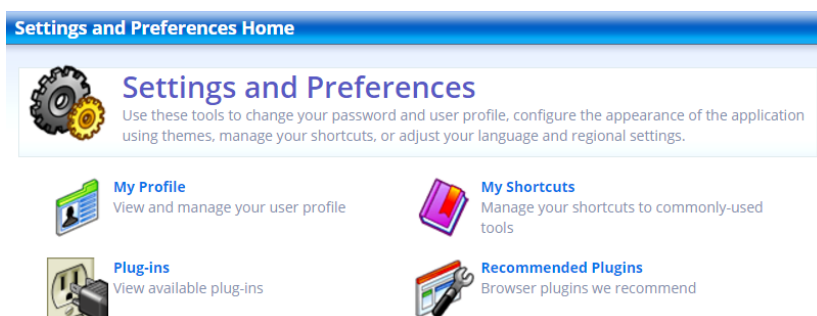 Settings and Preferences Home
Settings and Preferences
Use these tools to change your password and user profile, configure the appearance of the application
using themes, manage your shortcuts, or adjust your language and regional settings.
My Profile
View and manage your user profile
My Shortcuts
Manage your shortcuts to commonly-used
tools
Plug-ins
View available plug-ins
Recommended Plugins
Browser plugins we recommend